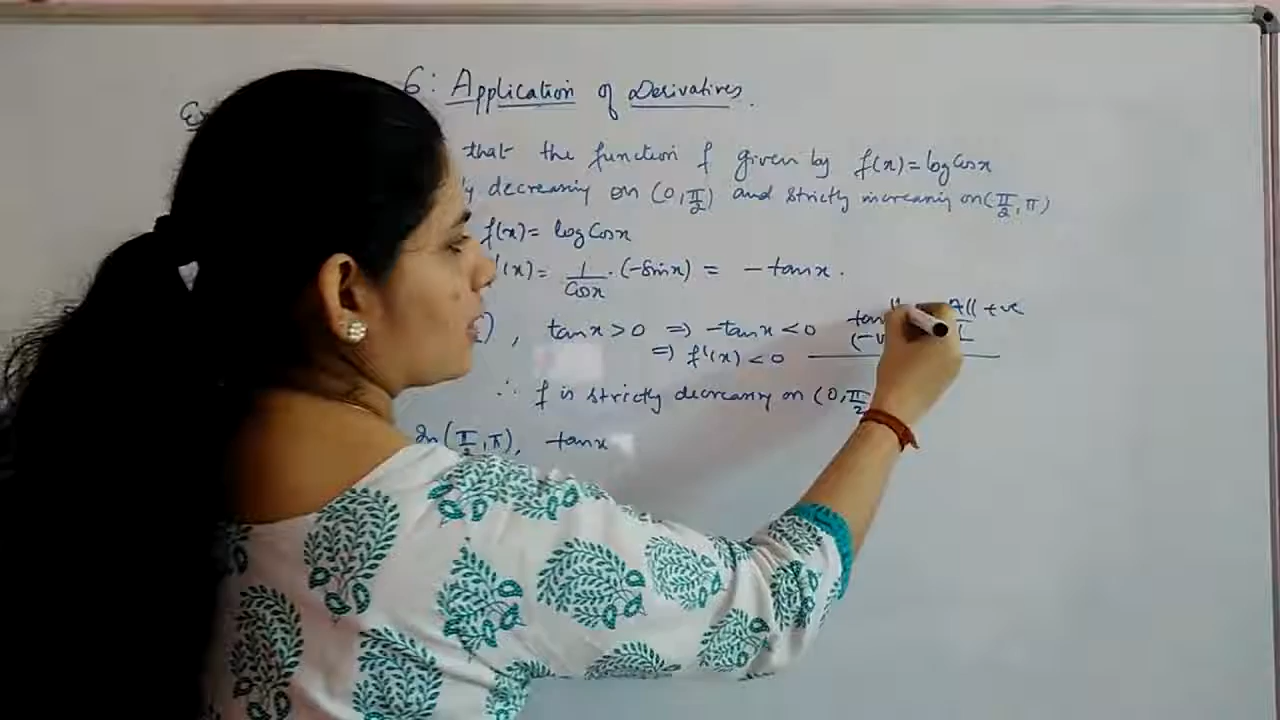 6: Application of Derivatives.
that the function f given by f(x)=log Cosx
decreasing on (0,π/2) and strictly increasing on (π/2,π)
f(x)= log Cosx
'(x)= 1/Cosx . (-Sinx) = -tanx.
, tanx>0 => -tanx<0
=> f'(x)<0
tan All +ve
∴ f is strictly decreasing on (0,π/2
In (π/2,π), tanx